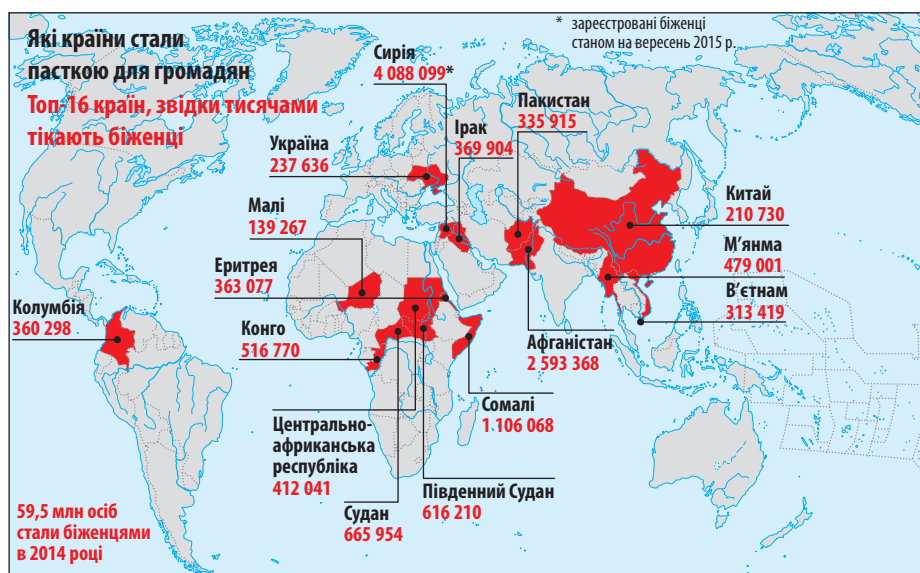 Які країни стали
пасткою для громадян
Топ-16 країн, звідки тисячами
тікають біженці
* зареєстровані біженці
станом на вересень 2015 р.
Сирія
4 088 099*
Пакистан
335 915
Ірак
369 904
Україна
237 636
Малі
139 267
Китай
210 730
М’янма
479 001
Еритрея
363 077
В’єтнам
313 419
Колумбія
360 298
Конго
516 770
Афганістан
2 593 368
Сомалі
1 106 068
Центрально-
африканська
республіка
412 041
Південний Судан
616 210
Судан
665 954
59,5 млн осіб
стали біженцями
в 2014 році